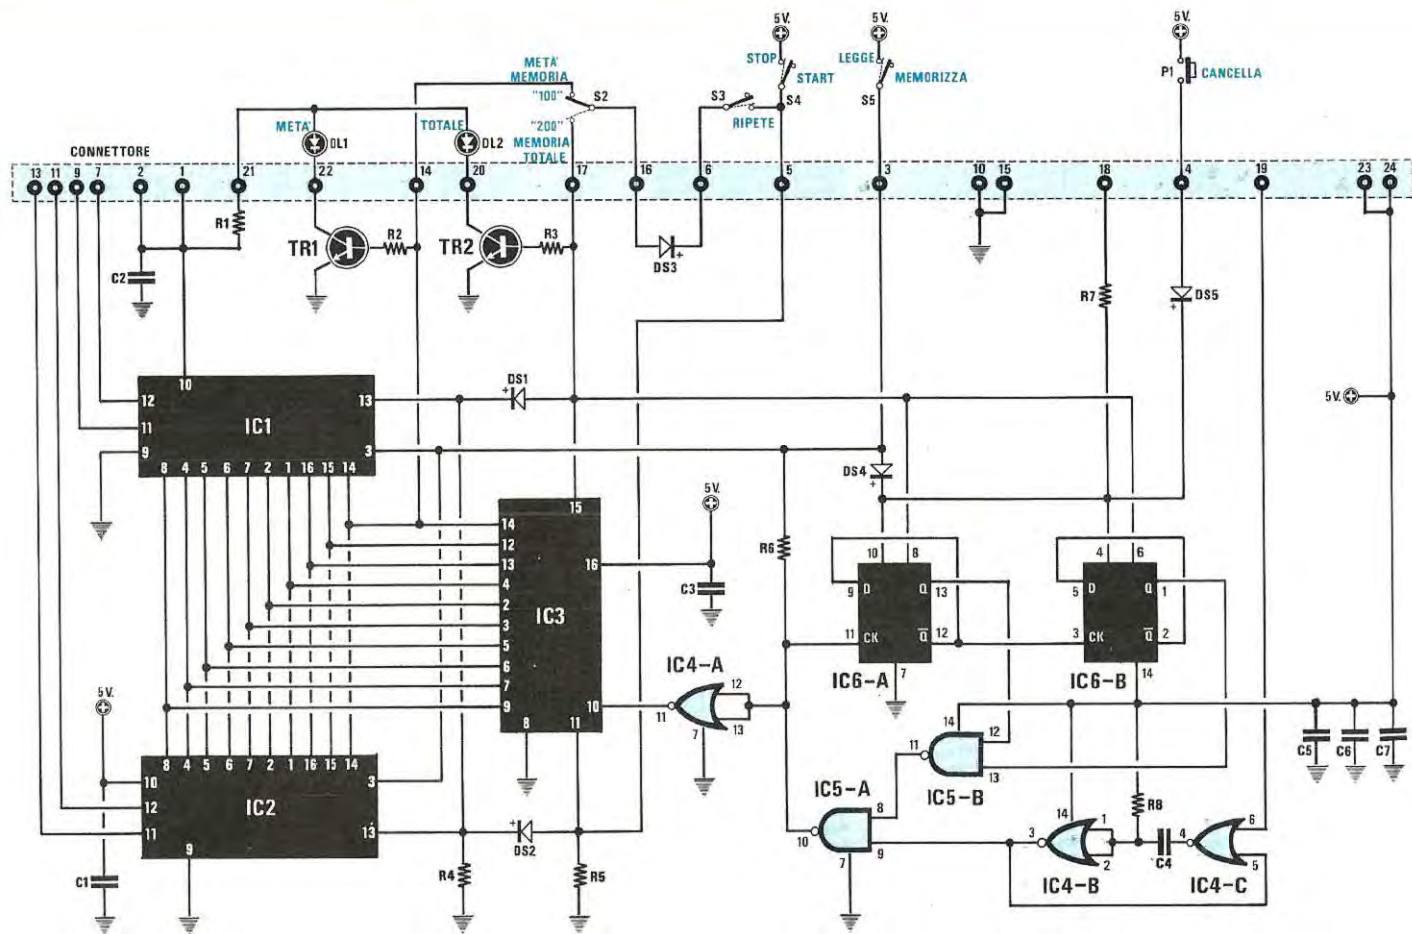 5V. 5V. 5V.
STOP START
LEGGE MEMORIZZA
P1 CANCELLA
META'
MEMORIA
"100" S2
"200"
MEMORIA
TOTALE
S3 RIPETE S4
S5
META' DL1
TOTALE DL2
CONNETTORE
13 11 9 7 2 1 21 22 14 20 17 16 6 5 3 10 15 18 4 19 23 24
R1 TR1 R2 TR2 R3
DS3
C2
R7 DS5
10
12 13
11 IC1
9 3
8 4 5 6 7 2 1 16 15 14
DS1
5V.
DS4
5V.
15
14
12
13 16
4
2 IC3
3
5
6
7
9 10
8 11
C3
R6
10 8
9 D Q 13
11 CK Q 12
7
IC6-A
4 6
5 D Q 1
3 CK Q 2
14
IC6-B
IC4-A
12
11
13
7
5V.
8 4 5 6 7 2 1 16 15 14
10 3
12 IC2
11 13
9
C1
DS2
R4 R5
14 12
11
13
IC5-B
IC5-A
8
10
9
7
14
1
3
2
IC4-B
R8
C4
6
4
5
IC4-C
C5 C6 C7